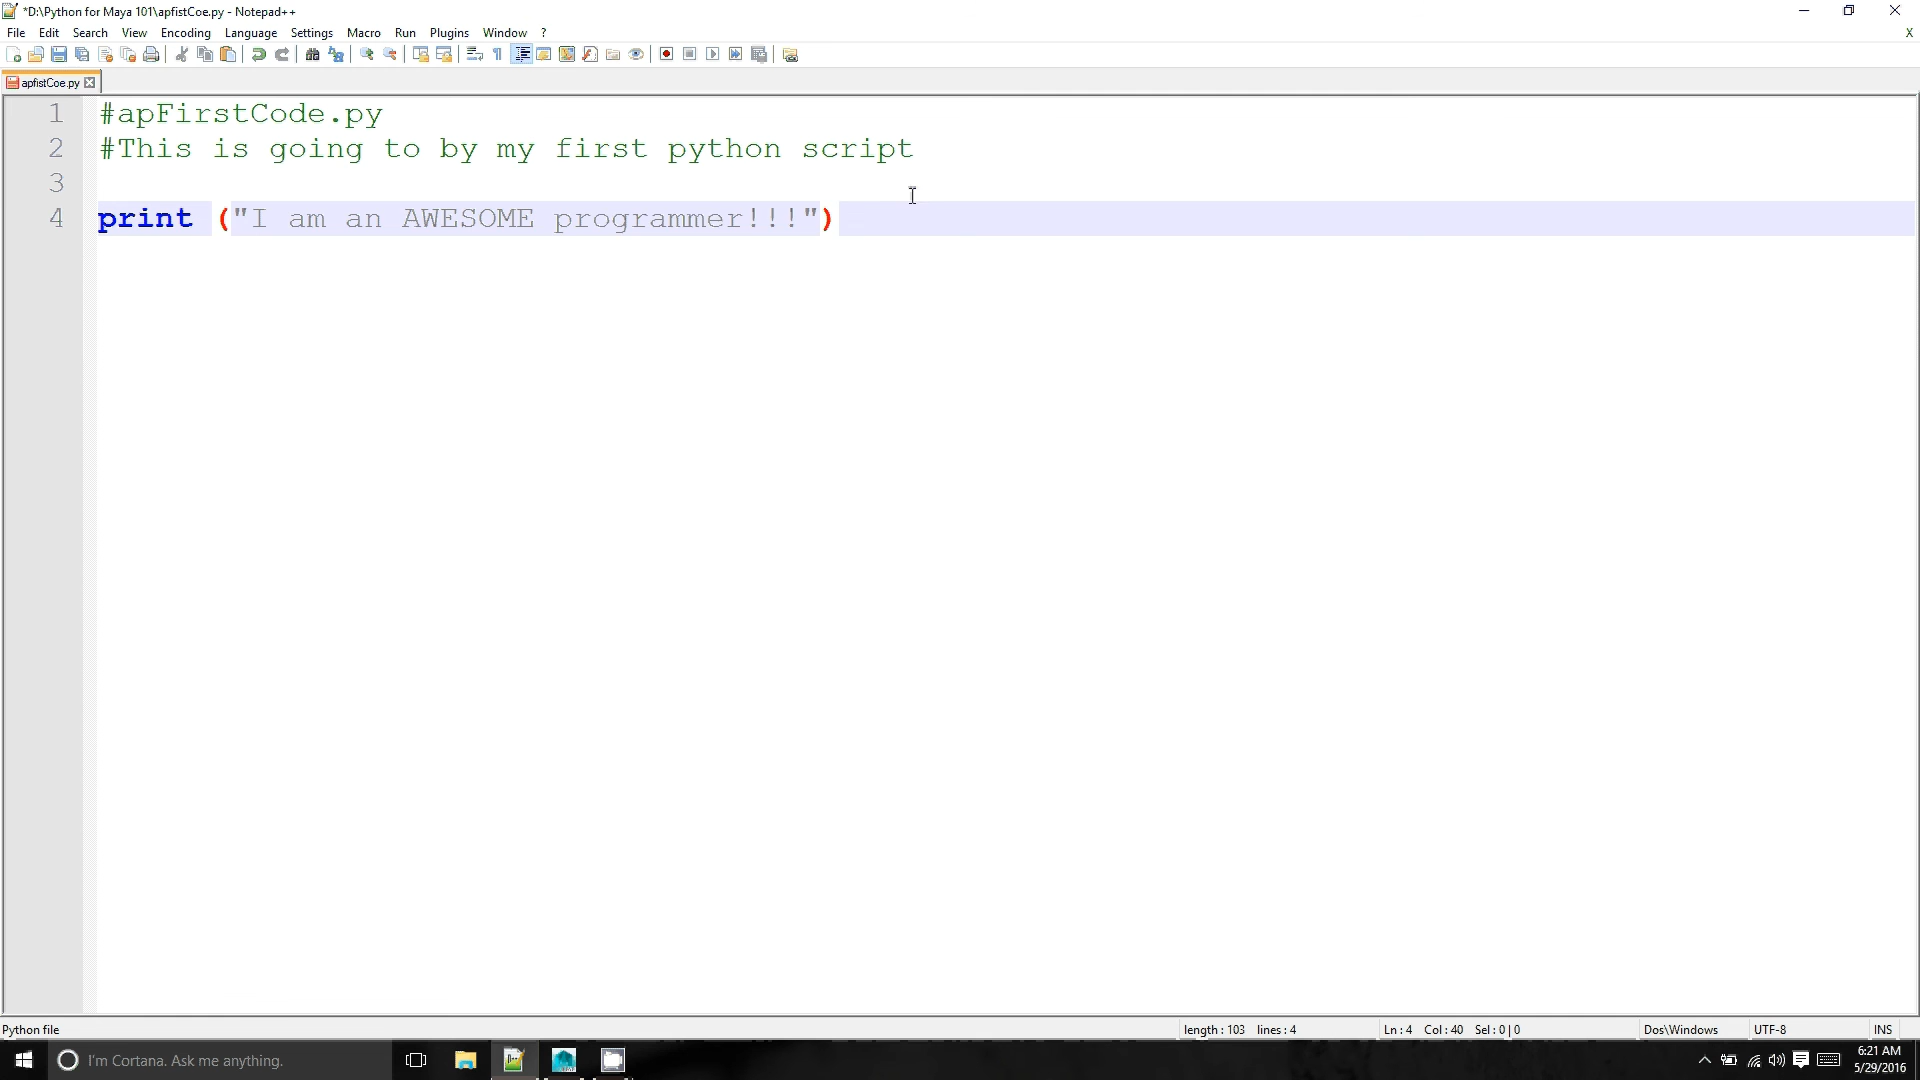 *D:\Python for Maya 101\apfistCoe.py - Notepad++
File Edit Search View Encoding Language Settings Macro Run Plugins Window ? X
apfistCoe.py
1 #apFirstCode.py
2 #This is going to by my first python script
3
4 print ("I am an AWESOME programmer!!!")
Python file length : 103 lines : 4 Ln : 4 Col : 40 Sel : 0 | 0 Dos\Windows UTF-8 INS
I'm Cortana. Ask me anything. 6:21 AM
5/29/2016